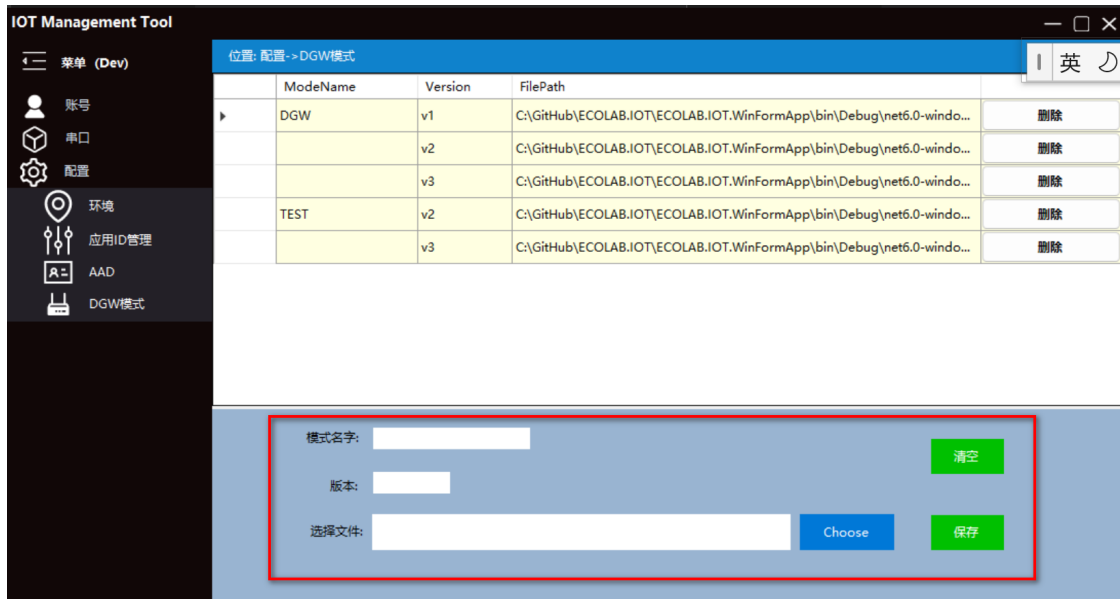 IOT Management Tool
菜单 (Dev)
位置: 配置->DGW模式
英
账号
串口
配置
环境
应用ID管理
AAD
DGW模式
ModeName Version FilePath
DGW v1 C:\GitHub\ECOLAB.IOT\ECOLAB.IOT.WinFormApp\bin\Debug\net6.0-windo... 删除
v2 C:\GitHub\ECOLAB.IOT\ECOLAB.IOT.WinFormApp\bin\Debug\net6.0-windo... 删除
v3 C:\GitHub\ECOLAB.IOT\ECOLAB.IOT.WinFormApp\bin\Debug\net6.0-windo... 删除
TEST v2 C:\GitHub\ECOLAB.IOT\ECOLAB.IOT.WinFormApp\bin\Debug\net6.0-windo... 删除
v3 C:\GitHub\ECOLAB.IOT\ECOLAB.IOT.WinFormApp\bin\Debug\net6.0-windo... 删除
模式名字:
清空
版本:
选择文件: Choose 保存